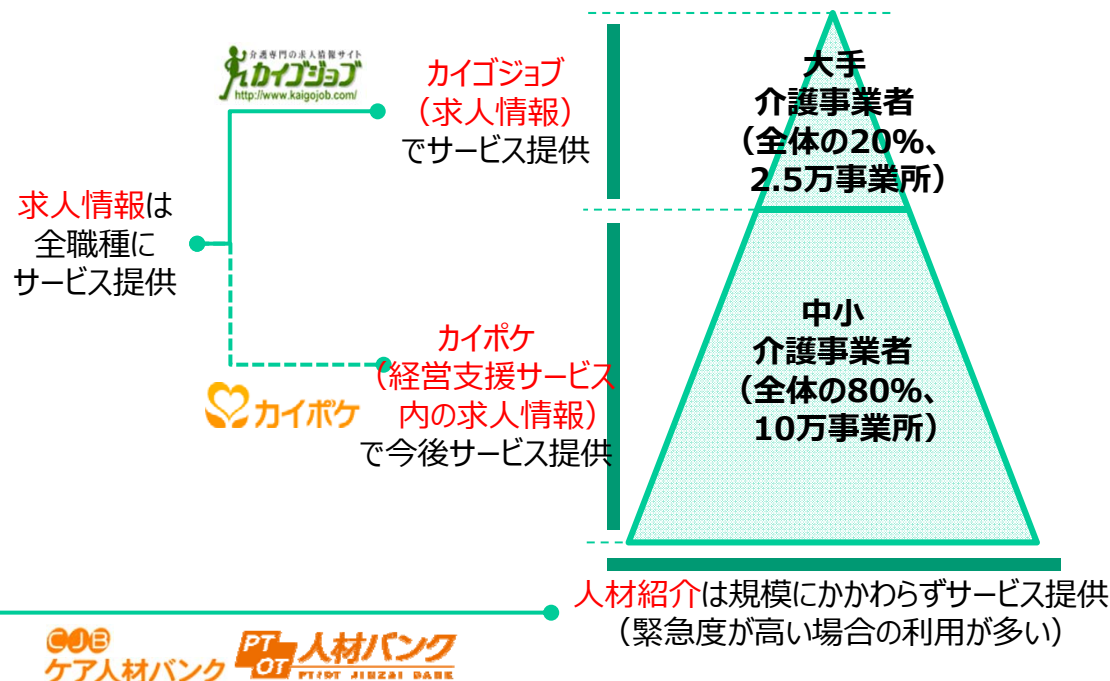 介護専門の求人情報サイト
カイゴジョブ
http://www.kaigojob.com/
カイゴジョブ
（求人情報）
でサービス提供
大手
介護事業者
（全体の20%、
2.5万事業所）
求人情報は
全職種に
サービス提供
カイポケ
カイポケ
（経営支援サービス
内の求人情報）
で今後サービス提供
中小
介護事業者
（全体の80%、
10万事業所）
人材紹介は規模にかかわらずサービス提供
（緊急度が高い場合の利用が多い）
CJB
ケア人材バンク
PT
OT
人材バンク
PT/OT JINZAI BANK